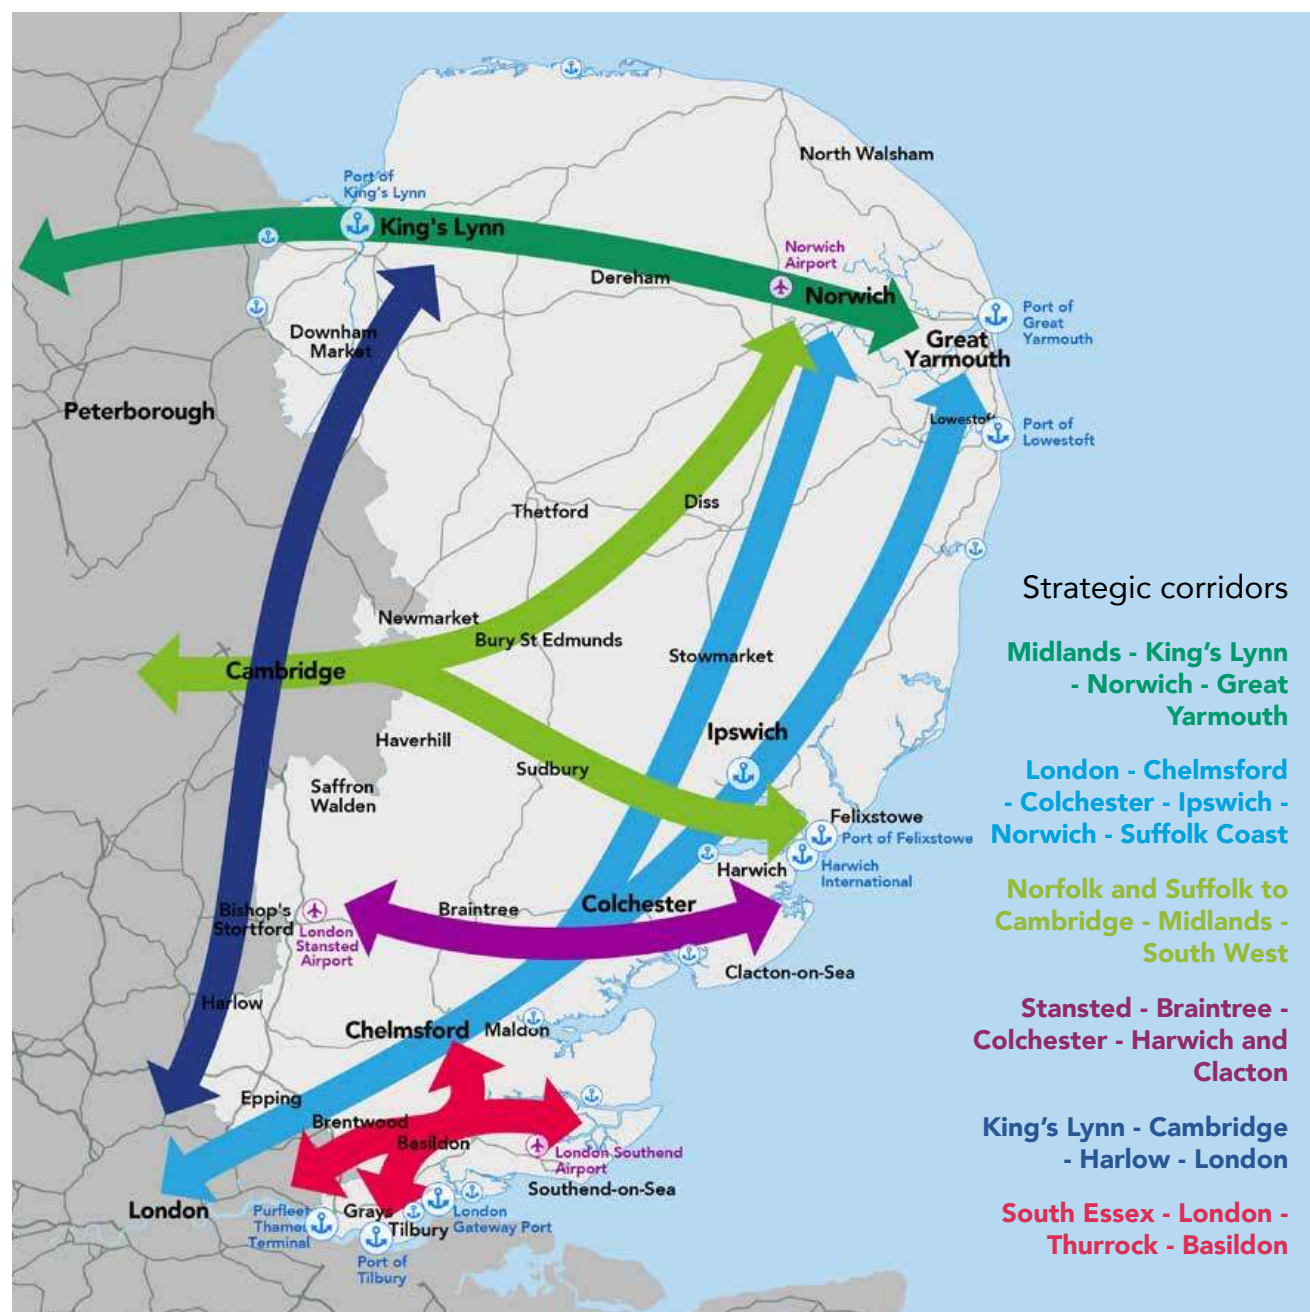 North Walsham
Port of
King's Lynn
King's Lynn
Norwich
Airport
Dereham
Norwich
Port of
Great
Yarmouth
Downham
Market
Great
Yarmouth
Peterborough
Lowestoft
Port of
Lowestoft
Diss
Thetford
Strategic corridors
Newmarket
Bury St Edmunds
Stowmarket
Cambridge
Midlands - King's Lynn
- Norwich - Great
Yarmouth
Ipswich
Haverhill
Sudbury
Saffron
Walden
London - Chelmsford
- Colchester - Ipswich -
Norwich - Suffolk Coast
Felixstowe
Port of Felixstowe
Harwich
Harwich
International
Norfolk and Suffolk to
Cambridge - Midlands -
South West
Bishop's
Stortford
London
Stansted
Airport
Braintree
Colchester
Clacton-on-Sea
Harlow
Chelmsford
Maldon
Stansted - Braintree -
Colchester - Harwich and
Clacton
Epping
Brentwood
Basildon
King's Lynn - Cambridge
- Harlow - London
London Southend
Airport
Southend-on-Sea
London
Purfleet
Thames
Terminal
Grays
Tilbury
London
Gateway Port
Port of
Tilbury
South Essex - London -
Thurrock - Basildon